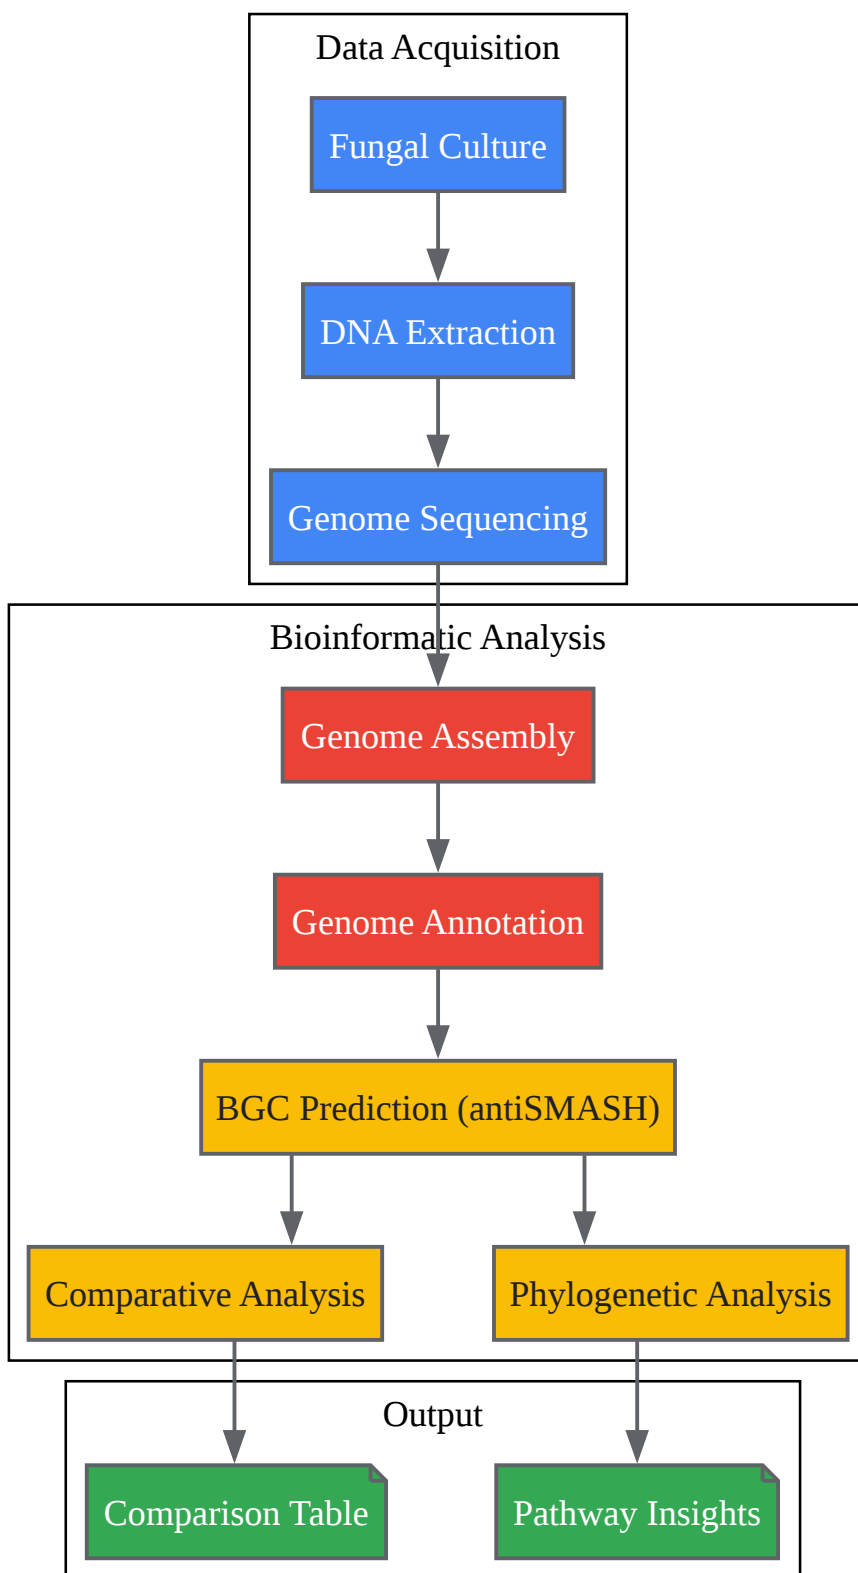 Data Acquisition
Fungal Culture
DNA Extraction
Genome Sequencing
Bioinformatic Analysis
Genome Assembly
Genome Annotation
BGC Prediction (antiSMASH)
Comparative Analysis
Phylogenetic Analysis
Output
Comparison Table
Pathway Insights